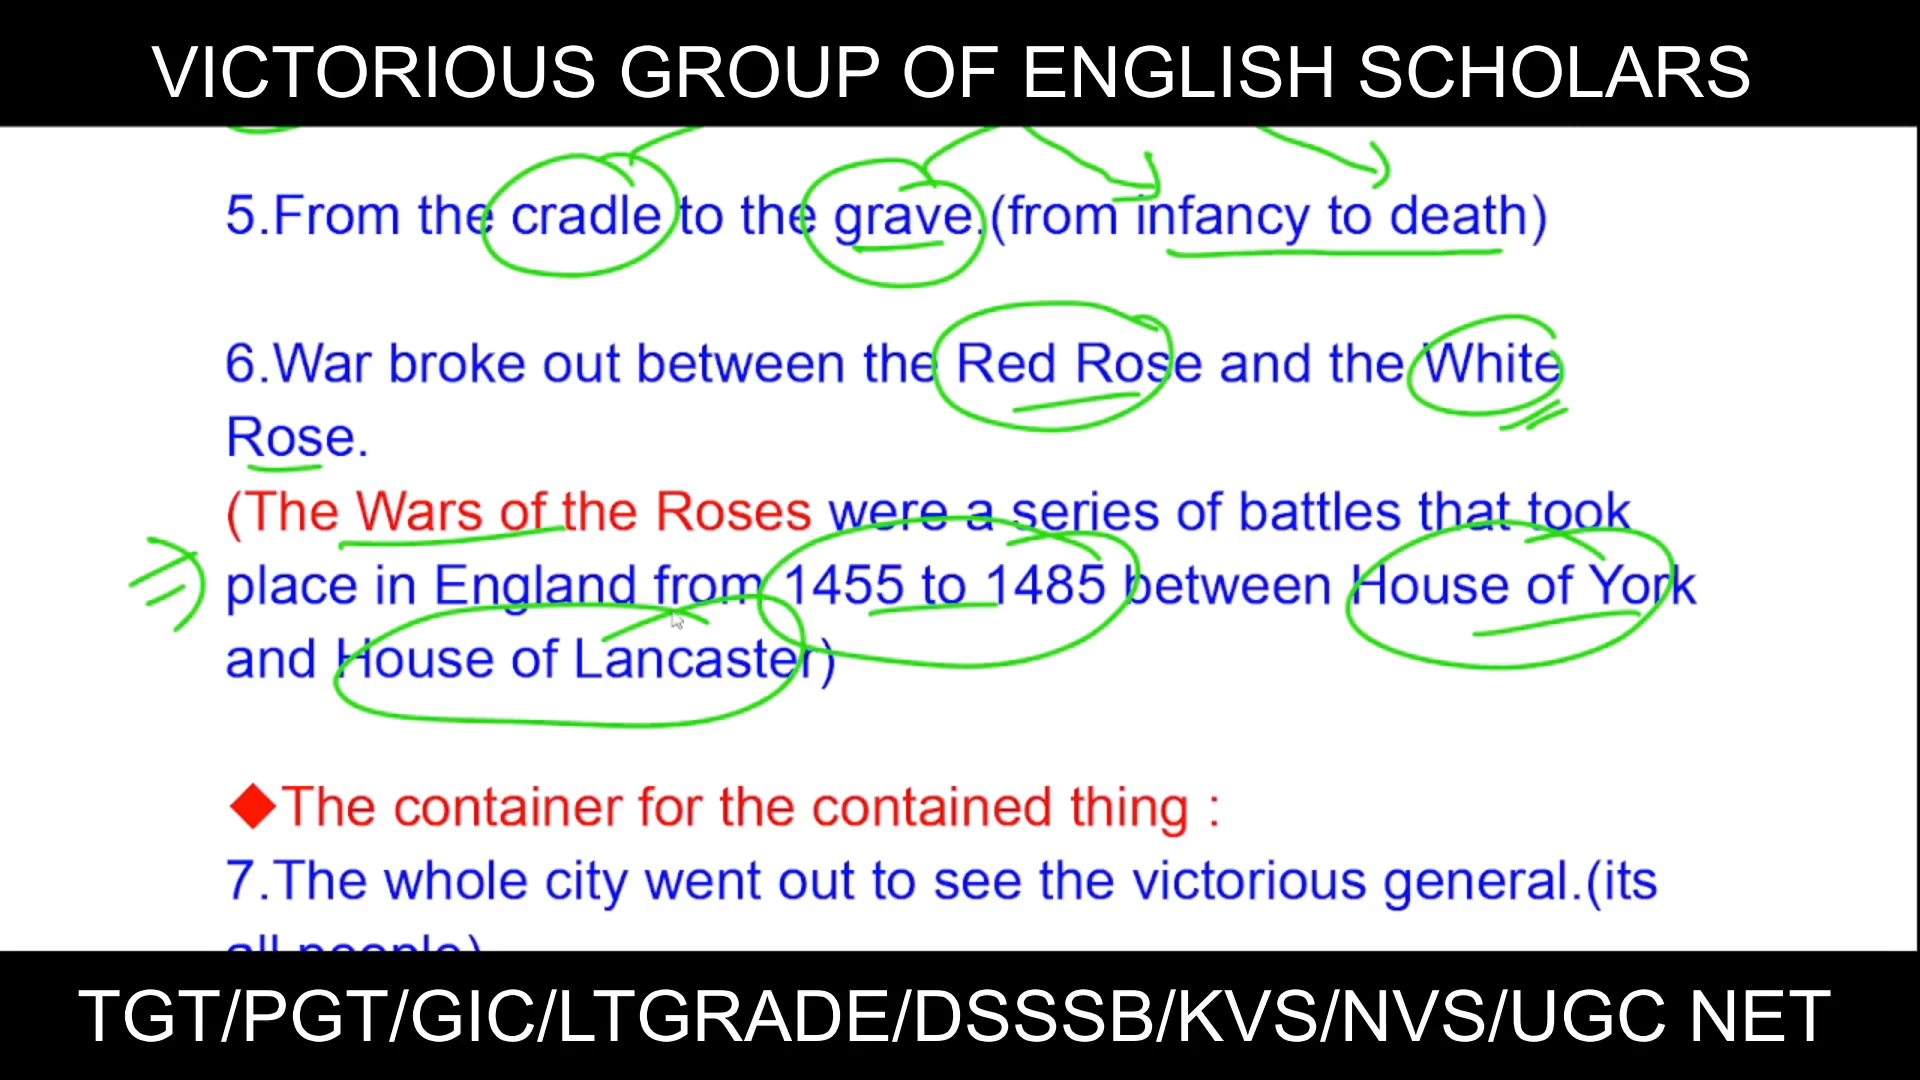 VICTORIOUS GROUP OF ENGLISH SCHOLARS
5.From the cradle to the grave.(from infancy to death)
6.War broke out between the Red Rose and the White
Rose.
(The Wars of the Roses were a series of battles that took
place in England from 1455 to 1485 between House of York
and House of Lancaster)
◆The container for the contained thing :
7.The whole city went out to see the victorious general.(its
all people)
TGT/PGT/GIC/LTGRADE/DSSSB/KVS/NVS/UGC NET